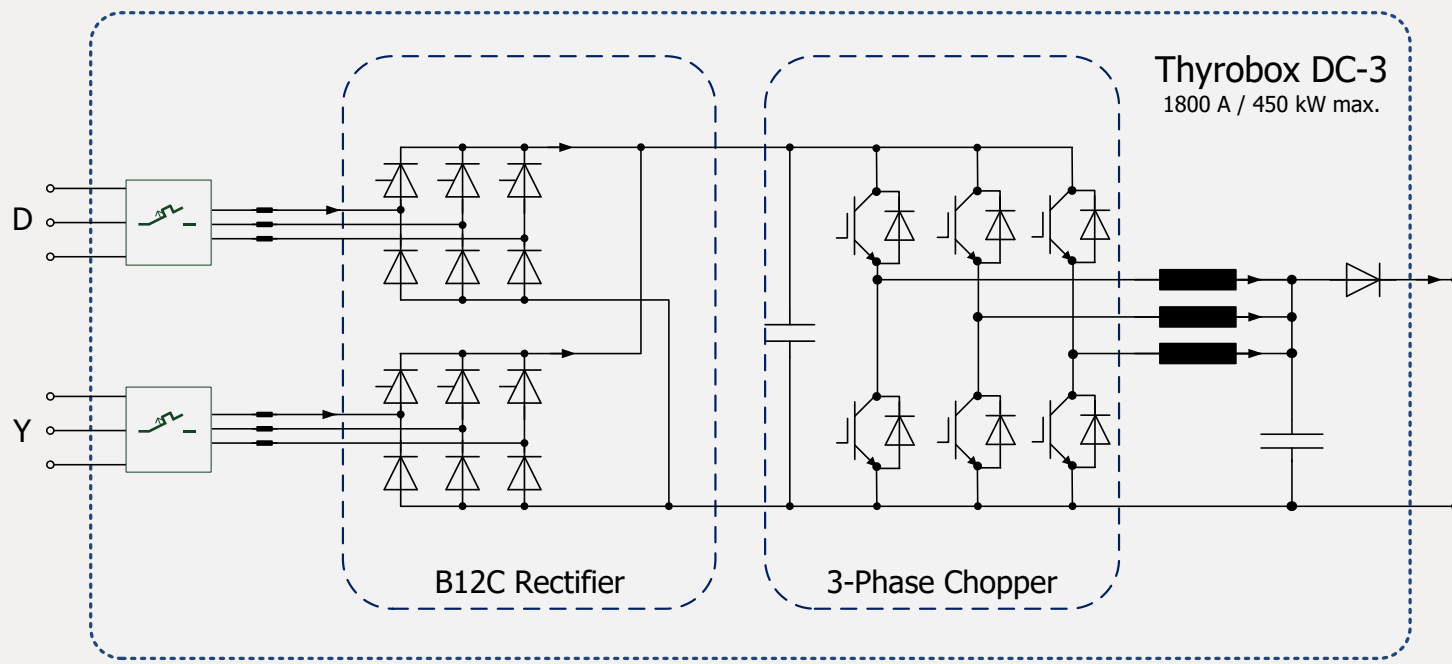 Thyrobox DC-3
1800 A / 450 kW max.
D
Y
B12C Rectifier
3-Phase Chopper